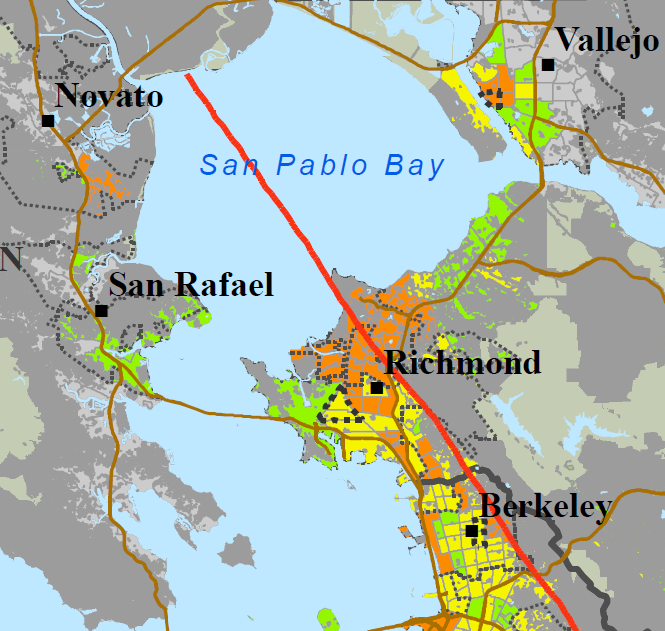 Vallejo
Novato
San Pablo Bay
N
San Rafael
Richmond
Berkeley